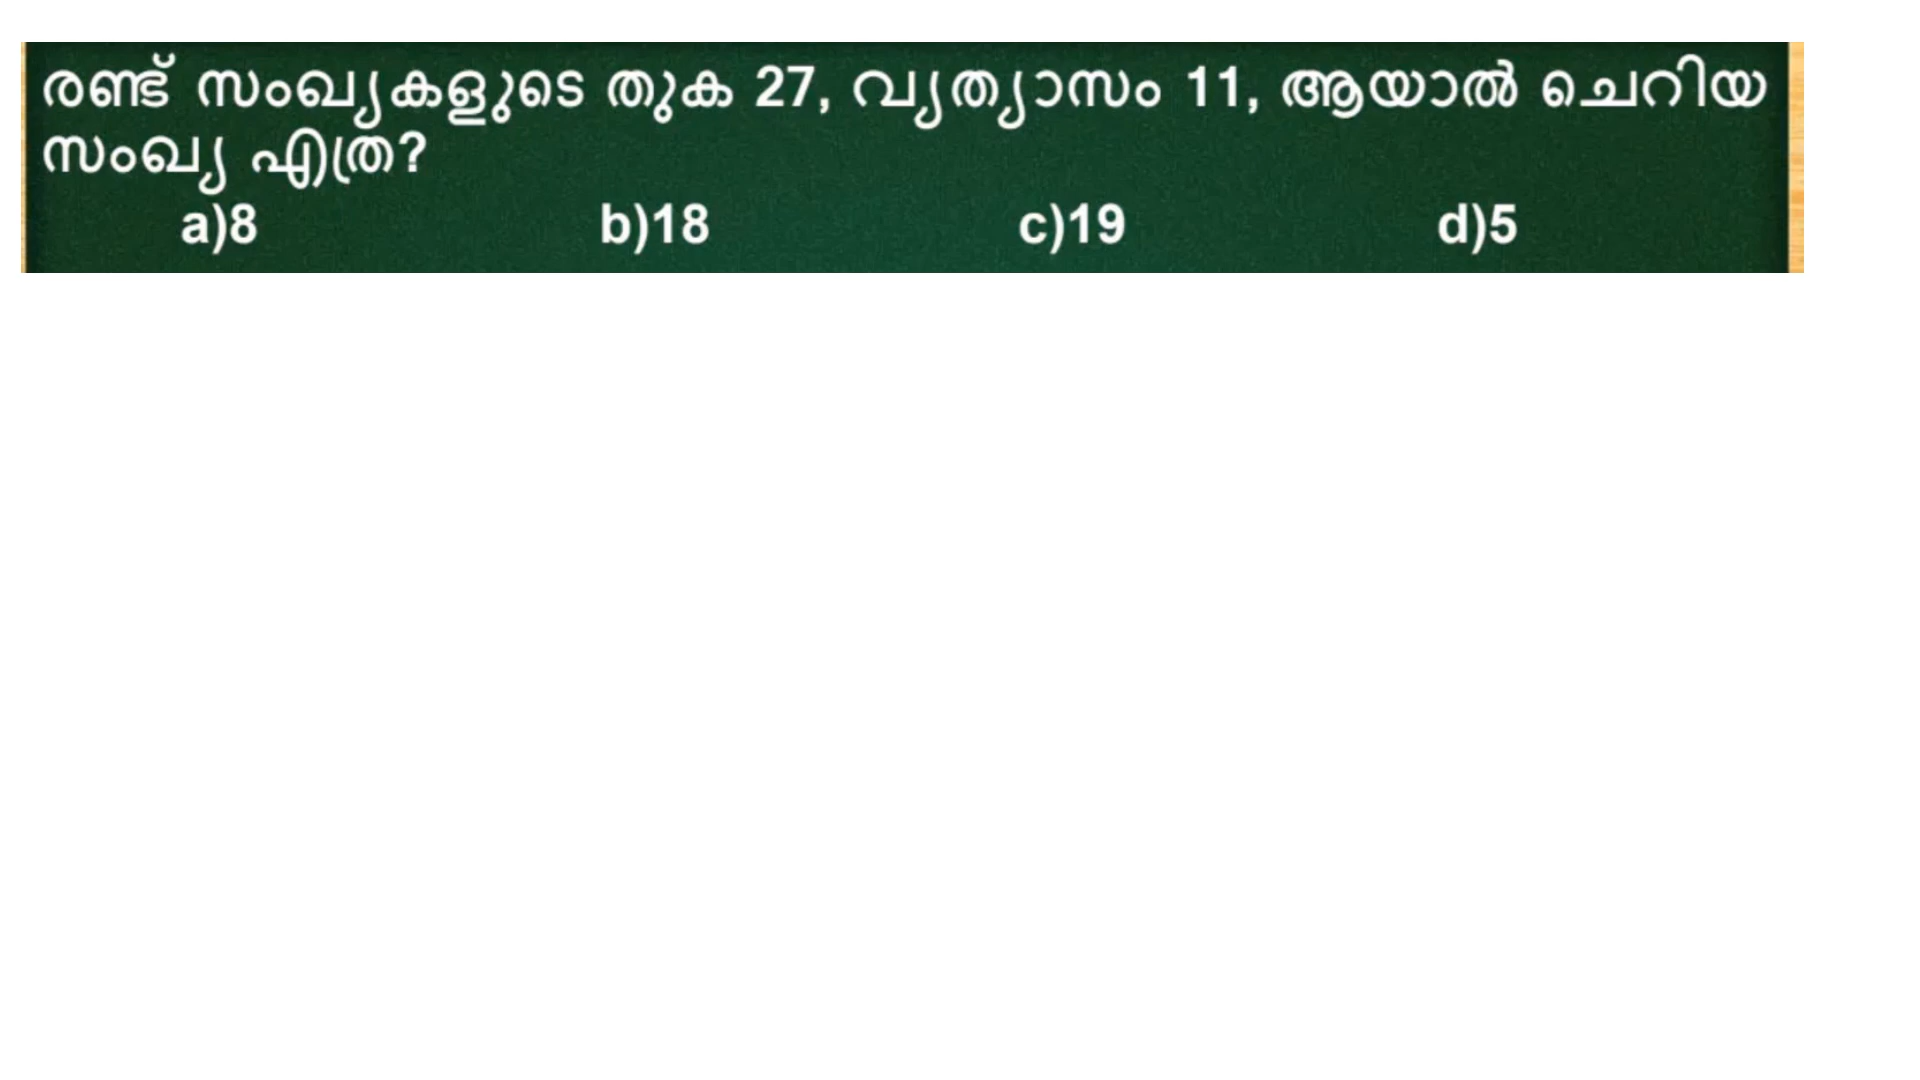 രണ്ട് സംഖ്യകളുടെ തുക 27, വ്യത്യാസം 11, ആയാൽ ചെറിയ
സംഖ്യ എത്ര?
a)8 b)18 c)19 d)5